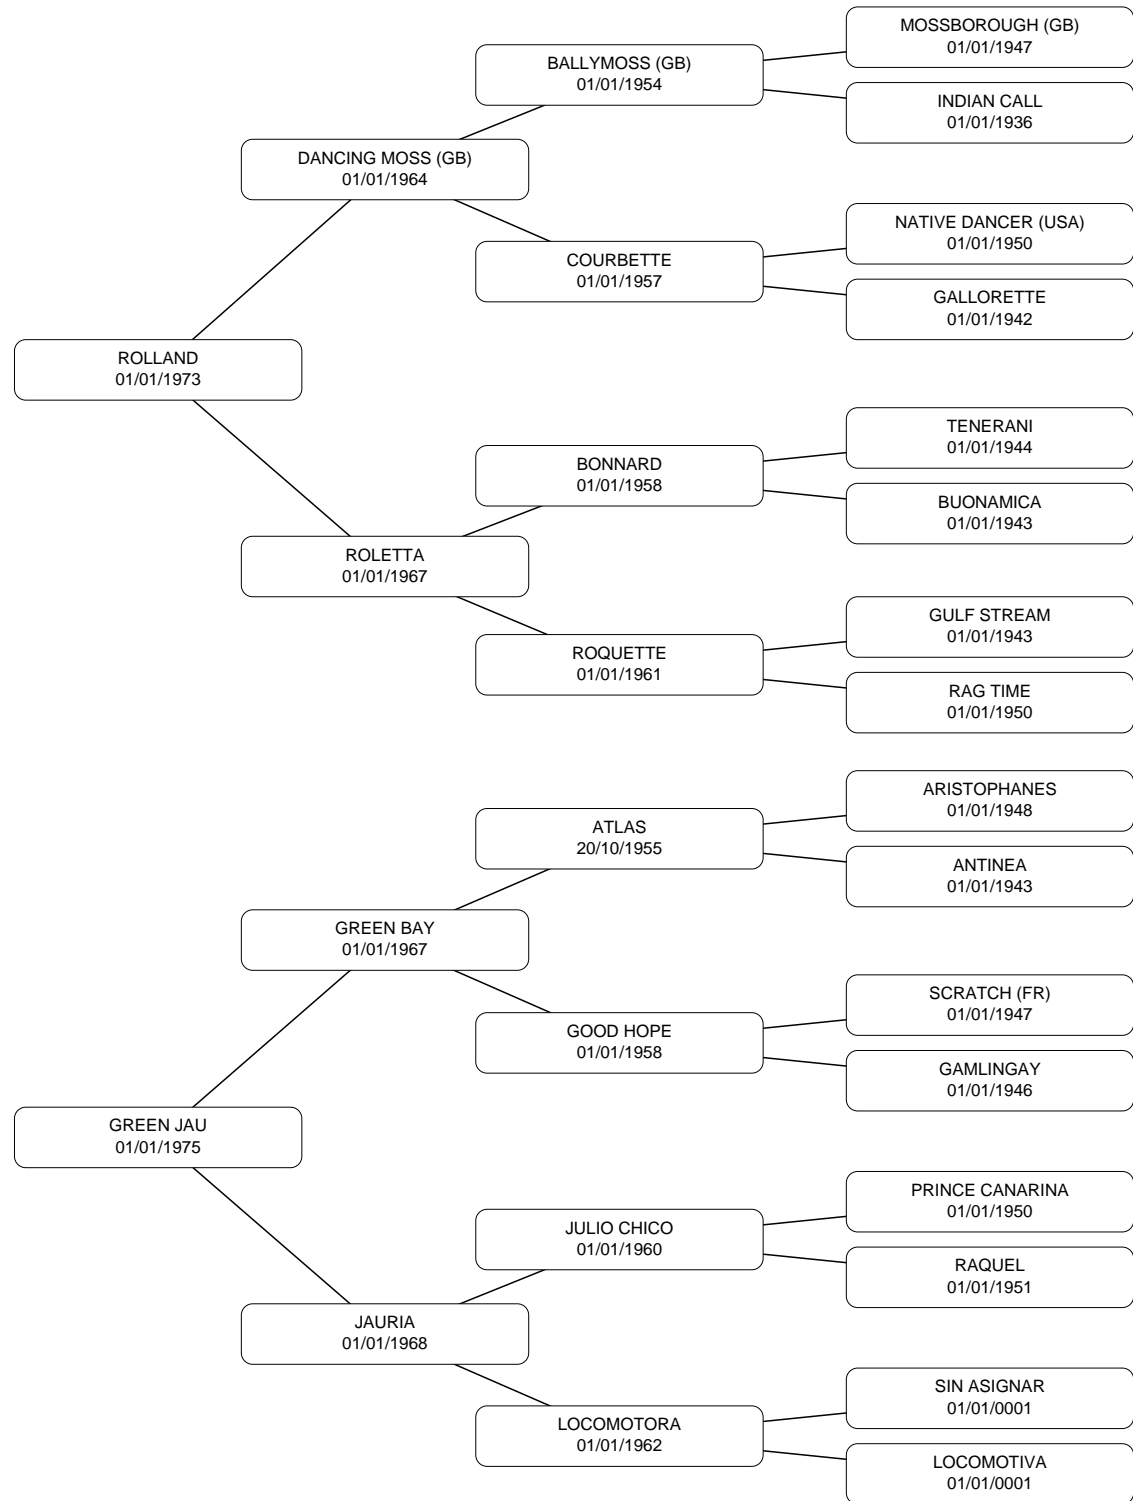 MOSSBOROUGH (GB)
01/01/1947
BALLYMOSS (GB)
01/01/1954
INDIAN CALL
01/01/1936
DANCING MOSS (GB)
01/01/1964
NATIVE DANCER (USA)
01/01/1950
COURBETTE
01/01/1957
GALLORETTE
01/01/1942
ROLLAND
01/01/1973
TENERANI
01/01/1944
BONNARD
01/01/1958
BUONAMICA
01/01/1943
ROLETTA
01/01/1967
GULF STREAM
01/01/1943
ROQUETTE
01/01/1961
RAG TIME
01/01/1950
ARISTOPHANES
01/01/1948
ATLAS
20/10/1955
ANTINEA
01/01/1943
GREEN BAY
01/01/1967
SCRATCH (FR)
01/01/1947
GOOD HOPE
01/01/1958
GAMLINGAY
01/01/1946
GREEN JAU
01/01/1975
PRINCE CANARINA
01/01/1950
JULIO CHICO
01/01/1960
RAQUEL
01/01/1951
JAURIA
01/01/1968
SIN ASIGNAR
01/01/0001
LOCOMOTORA
01/01/1962
LOCOMOTIVA
01/01/0001